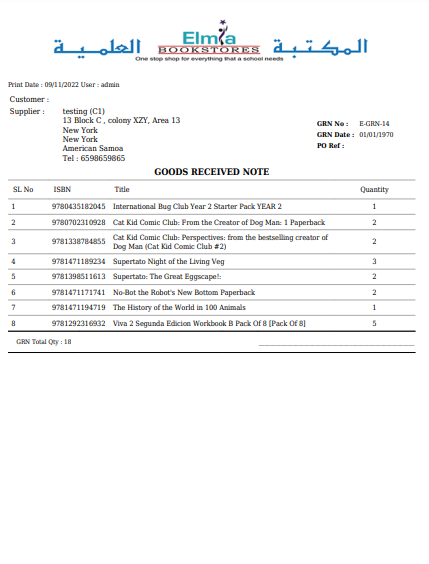 العلمية
Elmia
BOOKSTORES
المكتبة
One stop shop for everything that a school needs
Print Date : 09/11/2022 User : admin
Customer :
Supplier : testing (C1)
13 Block C , colony XZY, Area 13
New York
New York
American Samoa
Tel : 6598659865
GRN No : E-GRN-14
GRN Date : 01/01/1970
PO Ref :
GOODS RECEIVED NOTE
SL No ISBN Title Quantity
1 9780435182045 International Bug Club Year 2 Starter Pack YEAR 2 1
2 9780702310928 Cat Kid Comic Club: From the Creator of Dog Man: 1 Paperback 2
3 9781338784855 Cat Kid Comic Club: Perspectives: from the bestselling creator of Dog Man (Cat Kid Comic Club #2) 2
4 9781471189234 Supertato Night of the Living Veg 3
5 9781398511613 Supertato: The Great Eggscape!: 2
6 9781471171741 No-Bot the Robot's New Bottom Paperback 2
7 9781471194719 The History of the World in 100 Animals 1
8 9781292316932 Viva 2 Segunda Edicion Workbook B Pack Of 8 [Pack Of 8] 5
GRN Total Qty : 18